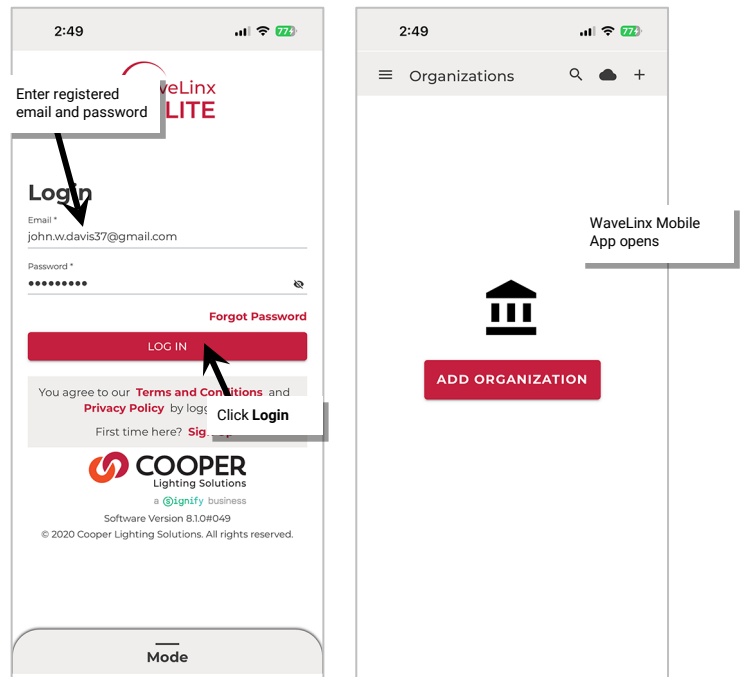 2:49
77
Enter registered
email and password
veLinx
LITE
Login
Email *
john.w.davis37@gmail.com
Password *
Forgot Password
LOG IN
You agree to our Terms and Conditions and
Privacy Policy by logg
Click Login
First time here? Sig
COOPER
Lighting Solutions
a Signify business
Software Version 8.1.0#049
© 2020 Cooper Lighting Solutions. All rights reserved.
Mode
2:49
77
Organizations
WaveLinx Mobile
App opens
ADD ORGANIZATION